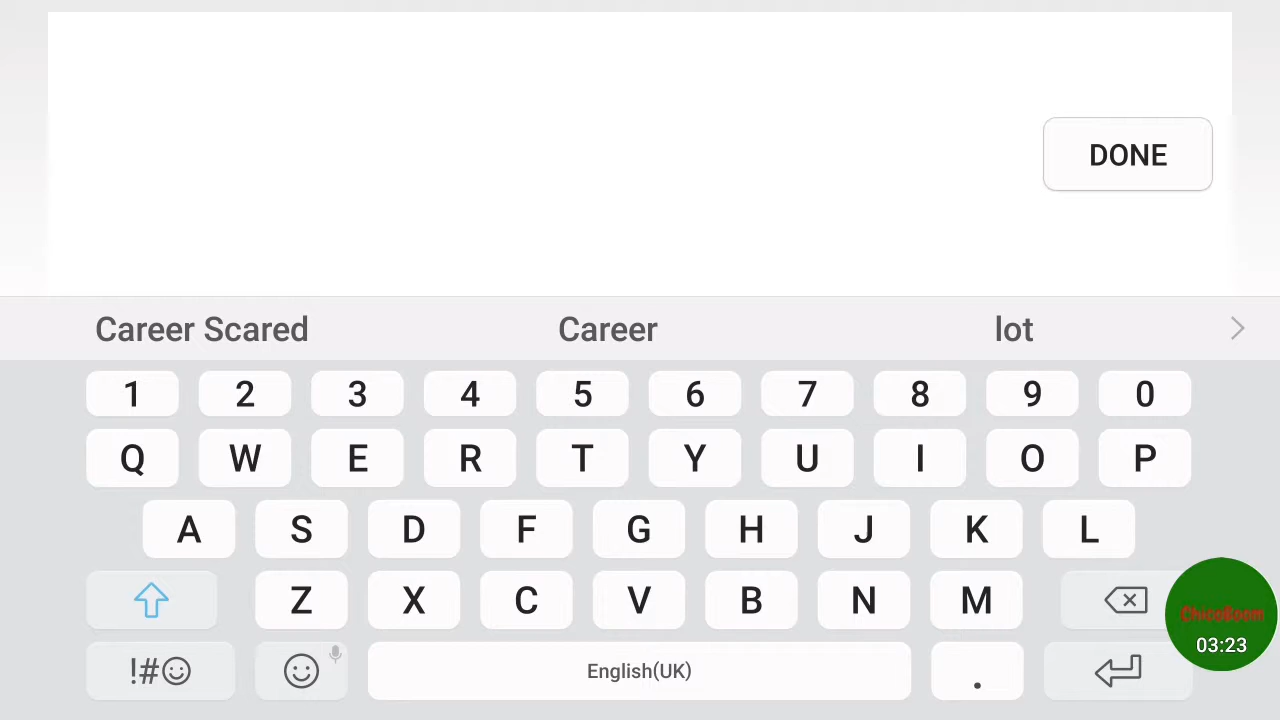 DONE
Career Scared Career lot
1 2 3 4 5 6 7 8 9 0
Q W E R T Y U I O P
A S D F G H J K L
Z X C V B N M
ChicoBoom
03:23
!# English(UK) .